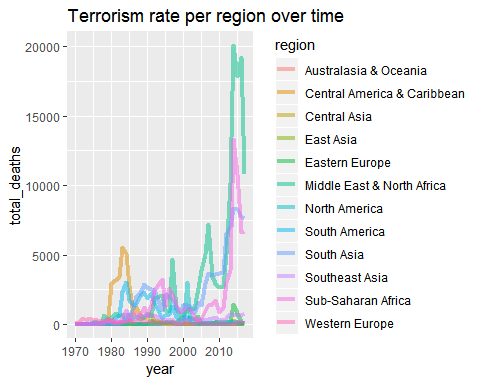 Terrorism rate per region over time
total_deaths
20000
15000
10000
5000
0
1970 1980 1990 2000 2010
year
region
Australasia & Oceania
Central America & Caribbean
Central Asia
East Asia
Eastern Europe
Middle East & North Africa
North America
South America
South Asia
Southeast Asia
Sub-Saharan Africa
Western Europe